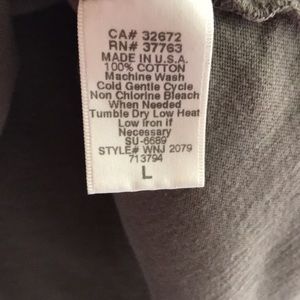 CA# 32672
RN# 37763
MADE IN U.S.A.
100% COTTON
Machine Wash
Cold Gentle Cycle
Non Chlorine Bleach
When Needed
Tumble Dry Low Heat
Low Iron if
Necessary
SU-6689
STYLE# WNJ 2079
713794
L